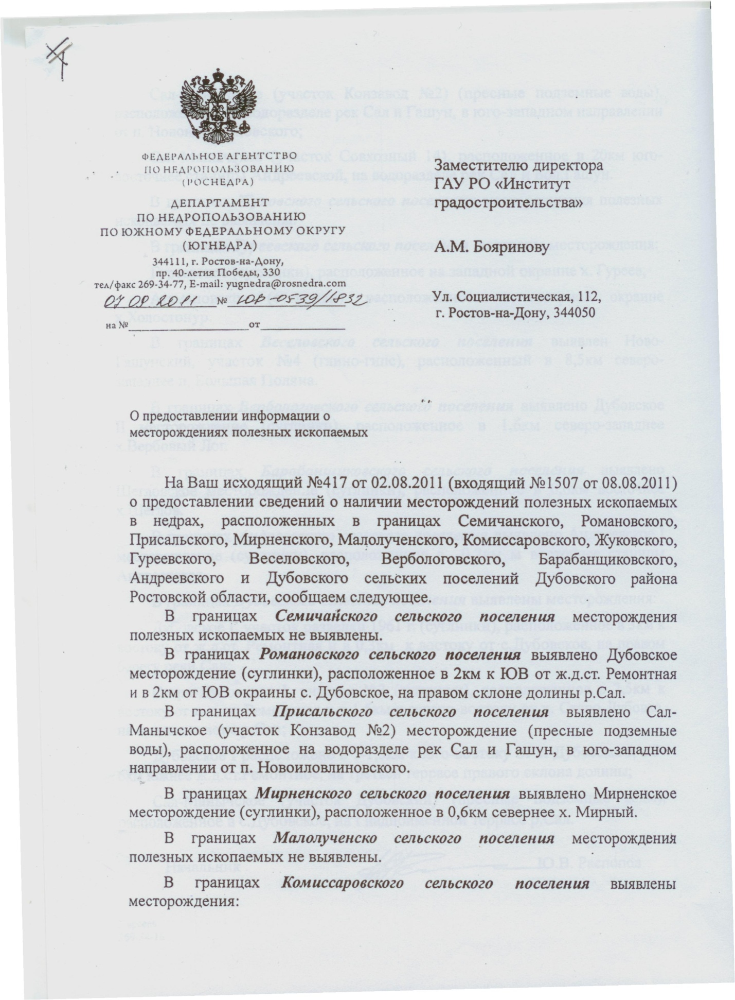 ФЕДЕРАЛЬНОЕ АГЕНТСТВО
ПО НЕДРОПОЛЬЗОВАНИЮ
(РОСНЕДРА)
ДЕПАРТАМЕНТ
ПО НЕДРОПОЛЬЗОВАНИЮ
ПО ЮЖНОМУ ФЕДЕРАЛЬНОМУ ОКРУГУ
(ЮГНЕДРА)
344111, г. Ростов-на-Дону,
пр. 40-летия Победы, 330
тел/факс 269-34-77, E-mail: yugnedra@rosnedra.com
07 09 2011 №
на № от
Заместителю директора
ГАУ РО «Институт
градостроительства»
А.М. Бояринову
Ул. Социалистическая, 112,
г. Ростов-на-Дону, 344050
О предоставлении информации о
месторождениях полезных ископаемых
На Ваш исходящий №417 от 02.08.2011 (входящий №1507 от 08.08.2011)
о предоставлении сведений о наличии месторождений полезных ископаемых
в недрах, расположенных в границах Семичанского, Романовского,
Присальского, Мирненского, Малолученского, Комиссаровского, Жуковского,
Гуреевского, Веселовского, Вербологовского, Барабанщиковского,
Андреевского и Дубовского сельских поселений Дубовского района
Ростовской области, сообщаем следующее.
В границах Семичанского сельского поселения месторождения
полезных ископаемых не выявлены.
В границах Романовского сельского поселения выявлено Дубовское
месторождение (суглинки), расположенное в 2км к ЮВ от ж.д.ст. Ремонтная
и в 2км от ЮВ окраины с. Дубовское, на правом склоне долины р.Сал.
В границах Присальского сельского поселения выявлено Сал-
Манычское (участок Конзавод №2) месторождение (пресные подземные
воды), расположенное на водоразделе рек Сал и Гашун, в юго-западном
направлении от п. Новоиловлиновского.
В границах Мирненского сельского поселения выявлено Мирненское
месторождение (суглинки), расположенное в 0,6км севернее х. Мирный.
В границах Малолученско сельского поселения месторождения
полезных ископаемых не выявлены.
В границах Комиссаровского сельского поселения выявлены
месторождения: